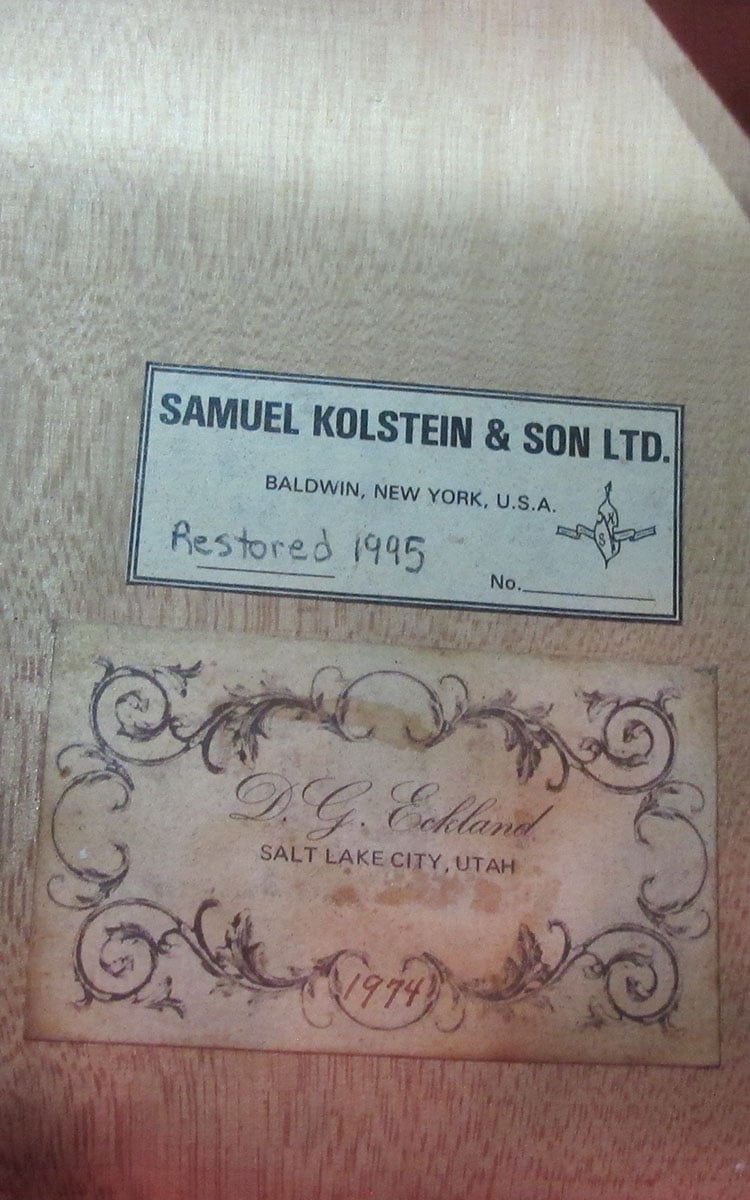 SAMUEL KOLSTEIN & SON LTD.
BALDWIN, NEW YORK, U.S.A.
Restored 1995
No.
D. G. Eckland
SALT LAKE CITY, UTAH
1974